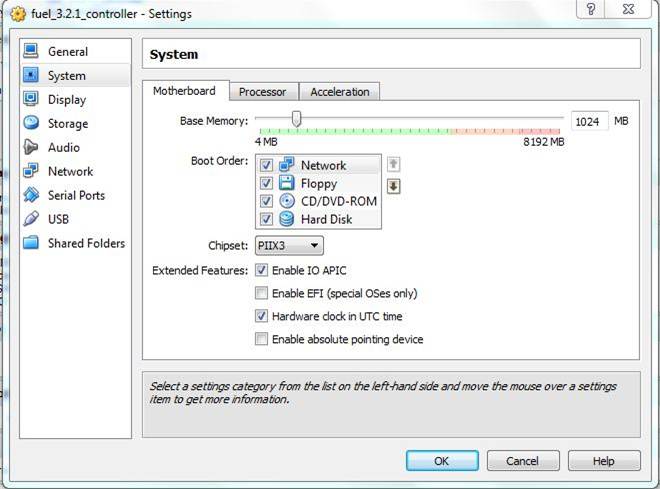 fuel_3.2.1_controller - Settings
General
System
Display
Storage
Audio
Network
Serial Ports
USB
Shared Folders
System
Motherboard Processor Acceleration
Base Memory: 1024 MB
4 MB 8192 MB
Boot Order: Network
Floppy
CD/DVD-ROM
Hard Disk
Chipset: PIIX3
Extended Features: Enable IO APIC
Enable EFI (special OSes only)
Hardware clock in UTC time
Enable absolute pointing device
Select a settings category from the list on the left-hand side and move the mouse over a settings
item to get more information.
OK Cancel Help